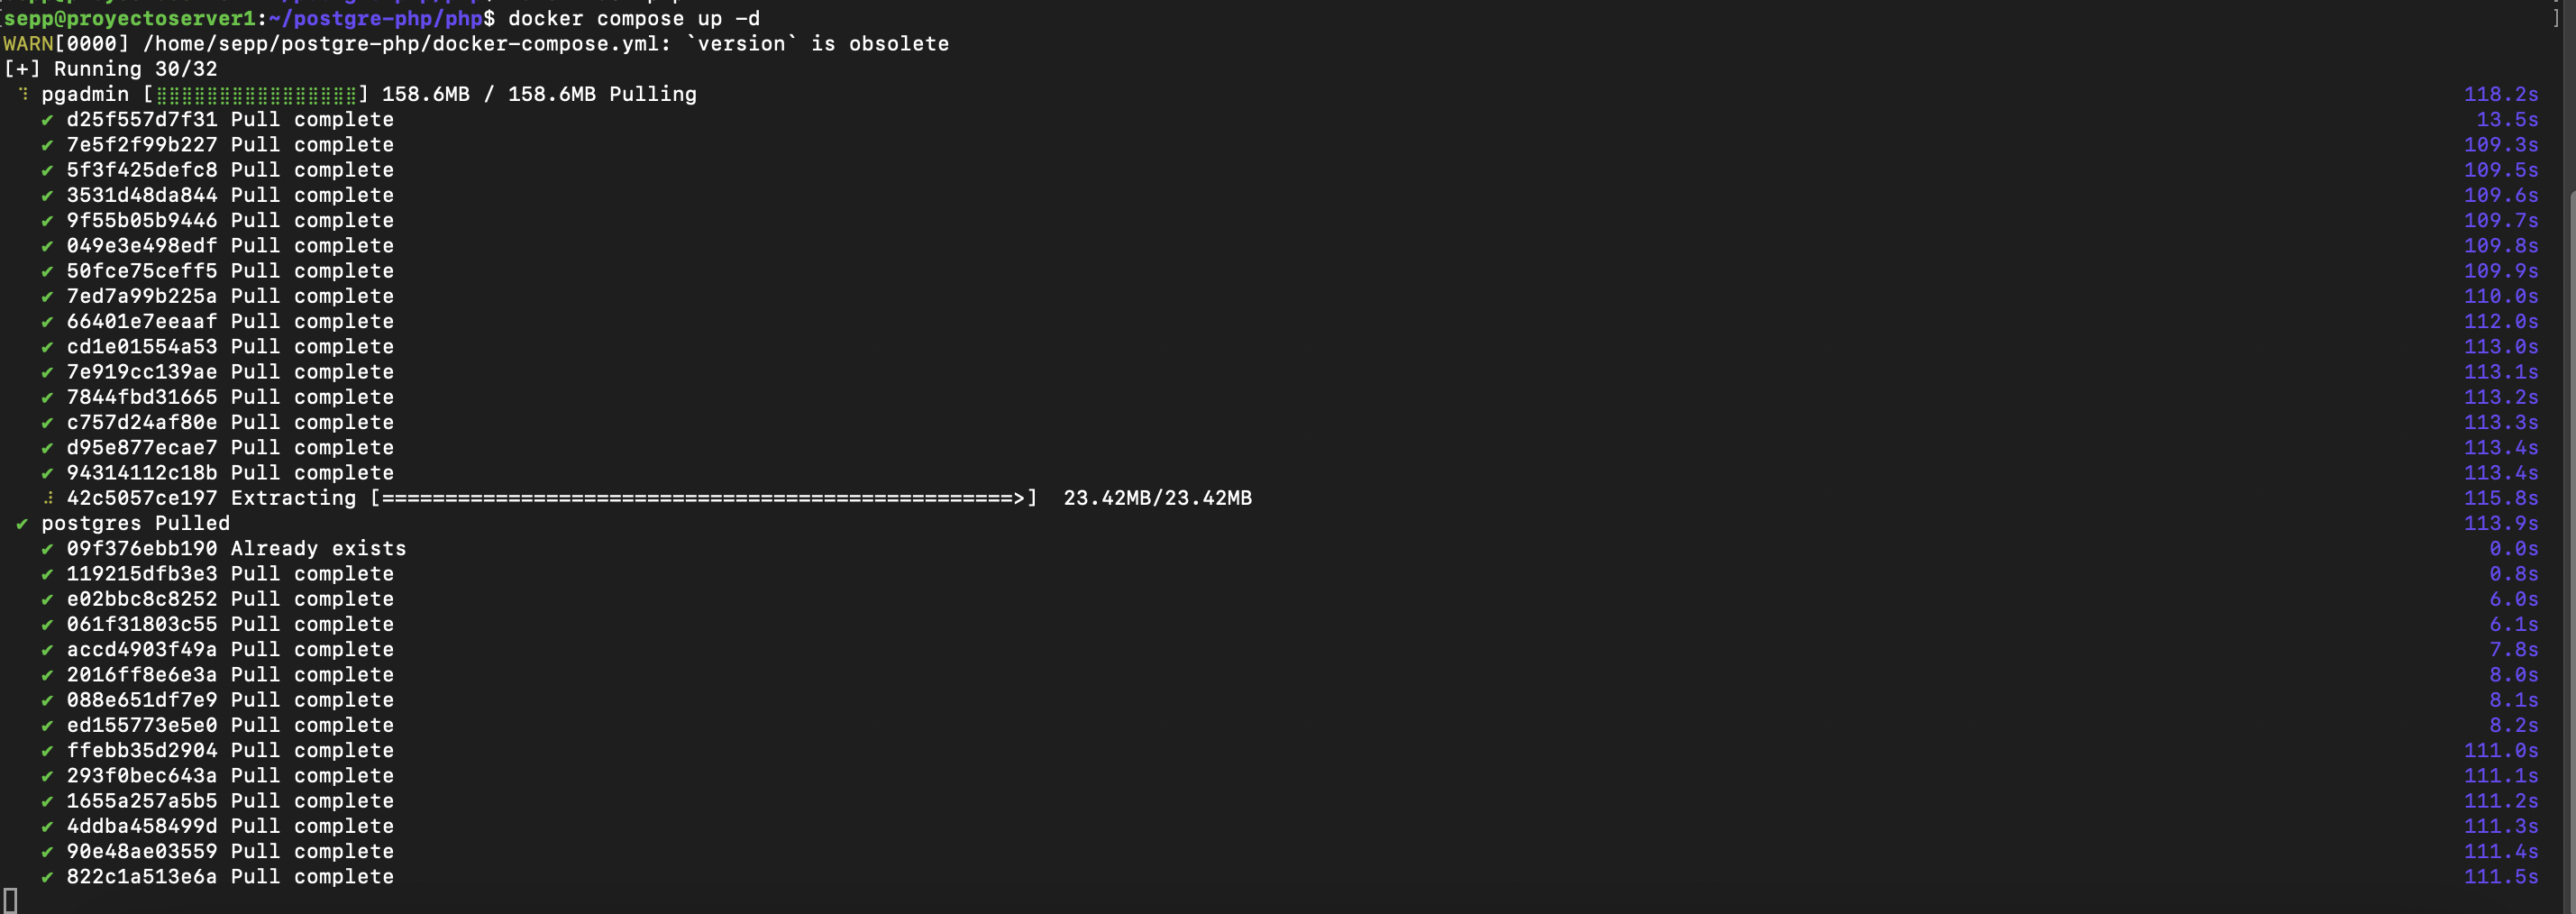 sepp@proyectoserver1:~/postgre-php/php$ docker compose up -d
WARN[0000] /home/sepp/postgre-php/docker-compose.yml: `version` is obsolete
[+] Running 30/32
pgadmin [⣿⣿⣿⣿⣿⣿⣿⣿⣿⣿⣿⣿⣿⣿⣿⣿] 158.6MB / 158.6MB Pulling 118.2s
✔ d25f557d7f31 Pull complete 13.5s
✔ 7e5f2f99b227 Pull complete 109.3s
✔ 5f3f425defc8 Pull complete 109.5s
✔ 3531d48da844 Pull complete 109.6s
✔ 9f55b05b9446 Pull complete 109.7s
✔ 049e3e498edf Pull complete 109.8s
✔ 50fce75ceff5 Pull complete 109.9s
✔ 7ed7a99b225a Pull complete 110.0s
✔ 66401e7eeaaf Pull complete 112.0s
✔ cd1e01554a53 Pull complete 113.0s
✔ 7e919cc139ae Pull complete 113.1s
✔ 7844fbd31665 Pull complete 113.2s
✔ c757d24af80e Pull complete 113.3s
✔ d95e877ecae7 Pull complete 113.4s
✔ 94314112c18b Pull complete 113.4s
42c5057ce197 Extracting [==================================================>] 23.42MB/23.42MB 115.8s
✔ postgres Pulled 113.9s
✔ 09f376ebb190 Already exists 0.0s
✔ 119215dfb3e3 Pull complete 0.8s
✔ e02bbc8c8252 Pull complete 6.0s
✔ 061f31803c55 Pull complete 6.1s
✔ accd4903f49a Pull complete 7.8s
✔ 2016ff8e6e3a Pull complete 8.0s
✔ 088e651df7e9 Pull complete 8.1s
✔ ed155773e5e0 Pull complete 8.2s
✔ ffebb35d2904 Pull complete 111.0s
✔ 293f0bec643a Pull complete 111.1s
✔ 1655a257a5b5 Pull complete 111.2s
✔ 4ddba458499d Pull complete 111.3s
✔ 90e48ae03559 Pull complete 111.4s
✔ 822c1a513e6a Pull complete 111.5s